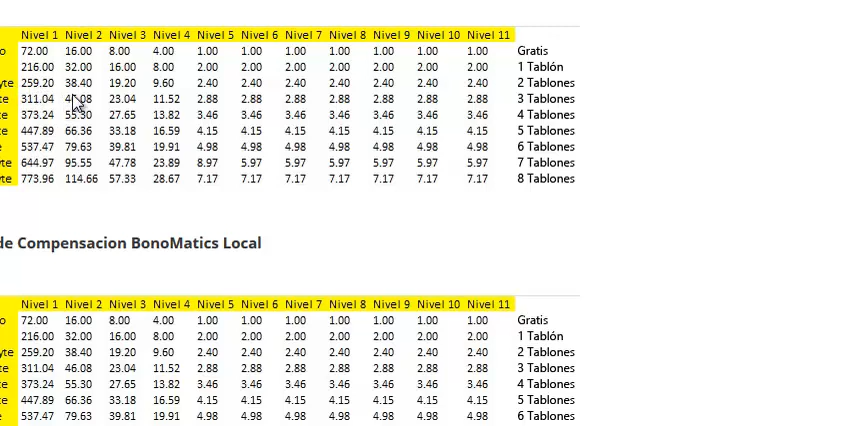 Nivel 1 Nivel 2 Nivel 3 Nivel 4 Nivel 5 Nivel 6 Nivel 7 Nivel 8 Nivel 9 Nivel 10 Nivel 11
o 72.00 16.00 8.00 4.00 1.00 1.00 1.00 1.00 1.00 1.00 1.00 Gratis
216.00 32.00 16.00 8.00 2.00 2.00 2.00 2.00 2.00 2.00 2.00 1 Tablón
yte 259.20 38.40 19.20 9.60 2.40 2.40 2.40 2.40 2.40 2.40 2.40 2 Tablones
te 311.04 23.04 11.52 2.88 2.88 2.88 2.88 2.88 2.88 2.88 3 Tablones
te 373.24 55.30 27.65 13.82 3.46 3.46 3.46 3.46 3.46 3.46 3.46 4 Tablones
te 447.89 66.36 33.18 16.59 4.15 4.15 4.15 4.15 4.15 4.15 4.15 5 Tablones
e 537.47 79.63 39.81 19.91 4.98 4.98 4.98 4.98 4.98 4.98 4.98 6 Tablones
yte 644.97 95.55 47.78 23.89 8.97 5.97 5.97 5.97 5.97 5.97 5.97 7 Tablones
yte 773.96 114.66 57.33 28.67 7.17 7.17 7.17 7.17 7.17 7.17 7.17 8 Tablones
de Compensacion BonoMatics Local
Nivel 1 Nivel 2 Nivel 3 Nivel 4 Nivel 5 Nivel 6 Nivel 7 Nivel 8 Nivel 9 Nivel 10 Nivel 11
o 72.00 16.00 8.00 4.00 1.00 1.00 1.00 1.00 1.00 1.00 1.00 Gratis
216.00 32.00 16.00 8.00 2.00 2.00 2.00 2.00 2.00 2.00 2.00 1 Tablón
yte 259.20 38.40 19.20 9.60 2.40 2.40 2.40 2.40 2.40 2.40 2.40 2 Tablones
te 311.04 46.08 23.04 11.52 2.88 2.88 2.88 2.88 2.88 2.88 2.88 3 Tablones
te 373.24 55.30 27.65 13.82 3.46 3.46 3.46 3.46 3.46 3.46 3.46 4 Tablones
te 447.89 66.36 33.18 16.59 4.15 4.15 4.15 4.15 4.15 4.15 4.15 5 Tablones
e 537.47 79.63 39.81 19.91 4.98 4.98 4.98 4.98 4.98 4.98 4.98 6 Tablones